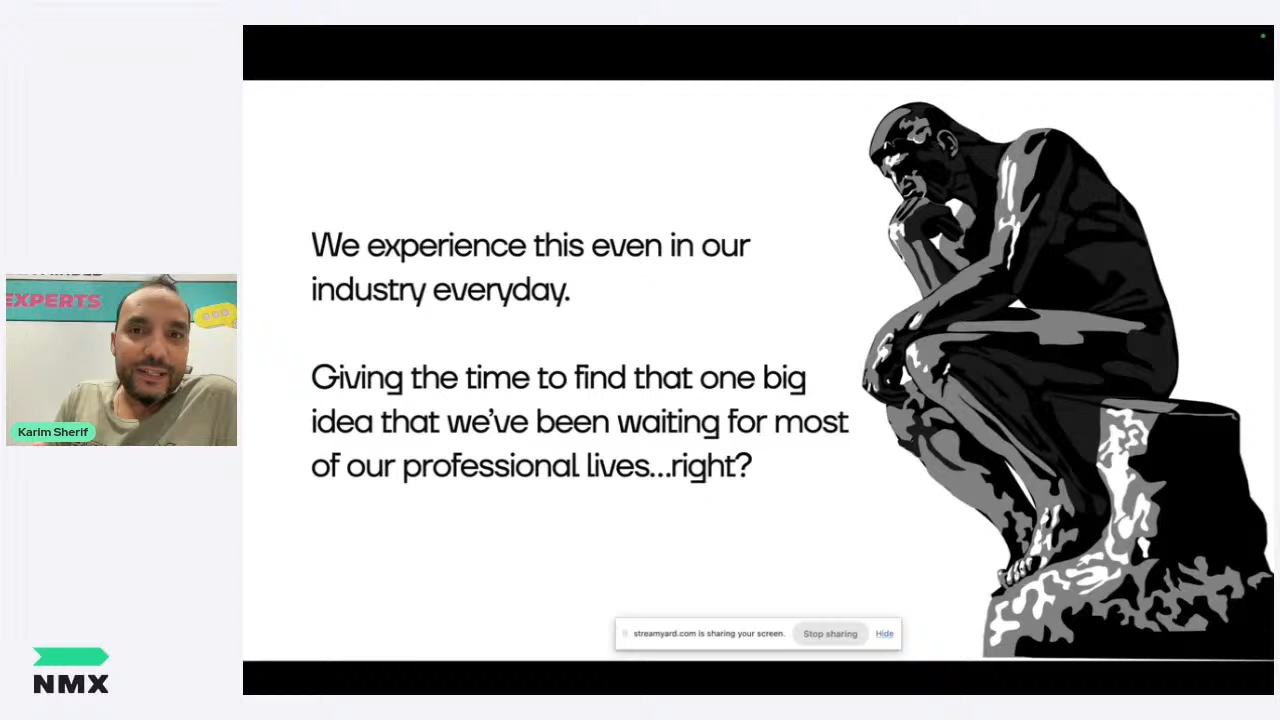 We experience this even in our
industry everyday.
Giving the time to find that one big
idea that we've been waiting for most
of our professional lives...right?
EXPERTS
Karim Sherif
streamyard.com is sharing your screen. Stop sharing Hide
NMX